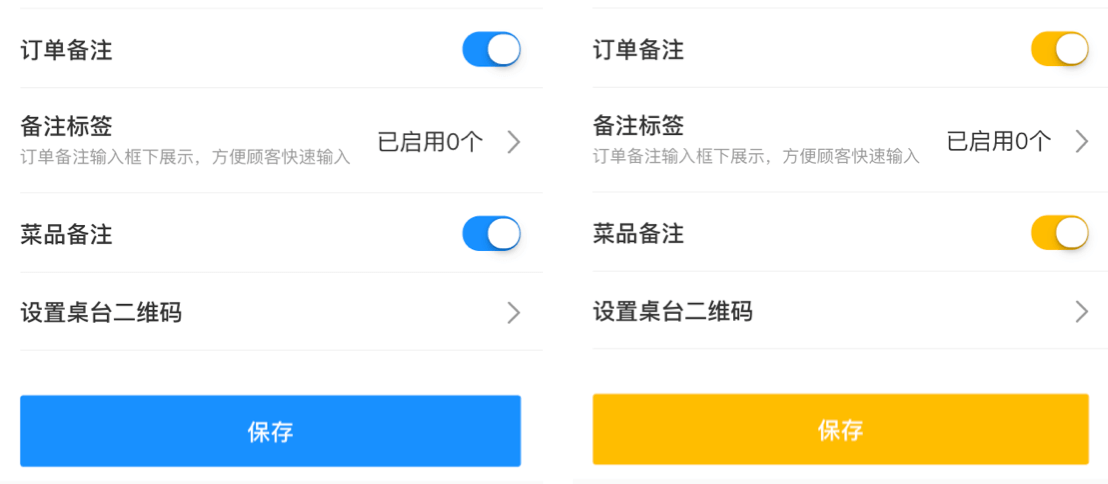 订单备注
备注标签
订单备注输入框下展示，方便顾客快速输入
已启用0个
菜品备注
设置桌台二维码
保存
订单备注
备注标签
订单备注输入框下展示，方便顾客快速输入
已启用0个
菜品备注
设置桌台二维码
保存